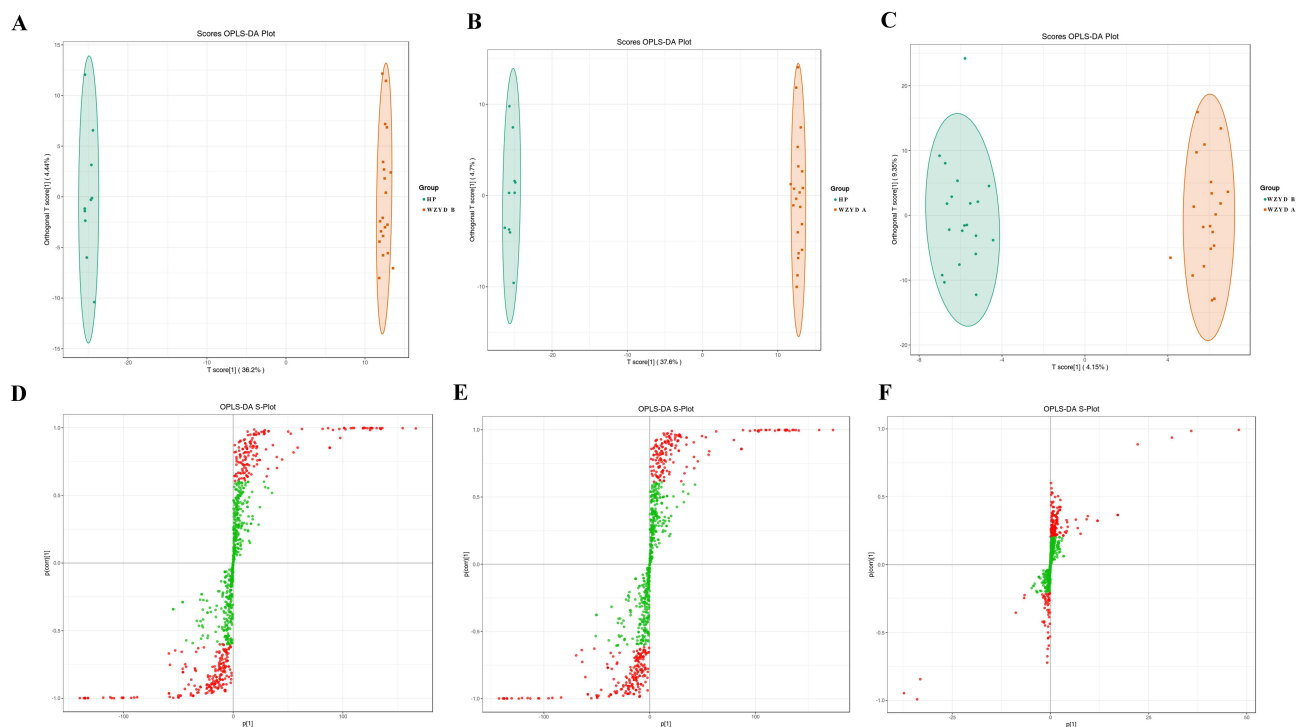 A
Scores OPLS-DA Plot
15
10
5
0
-5
-10
-15
-20
-10
0
10
Orthogonal T score[1] ( 4.44%)
T score[1] ( 36.2% )
Group
HP
WZYD B
B
Scores OPLS-DA Plot
10
0
-10
-20
-10
0
10
Orthogonal T score[1] ( 4.7%)
T score[1] ( 37.6% )
Group
HP
WZYD A
C
Scores OPLS-DA Plot
20
10
0
-10
-20
-8
-4
0
4
Orthogonal T score[1] ( 9.35%)
T score[1] ( 4.15% )
Group
WZYD B
WZYD A
D
OPLS-DA S-Plot
1.0
0.5
0.0
-0.5
-1.0
-100
0
100
p(corr)[1]
p[1]
E
OPLS-DA S-Plot
1.0
0.5
0.0
-0.5
-1.0
-100
0
100
p(corr)[1]
p[1]
F
OPLS-DA S-Plot
1.0
0.5
0.0
-0.5
-1.0
-25
0
25
50
p(corr)[1]
p[1]